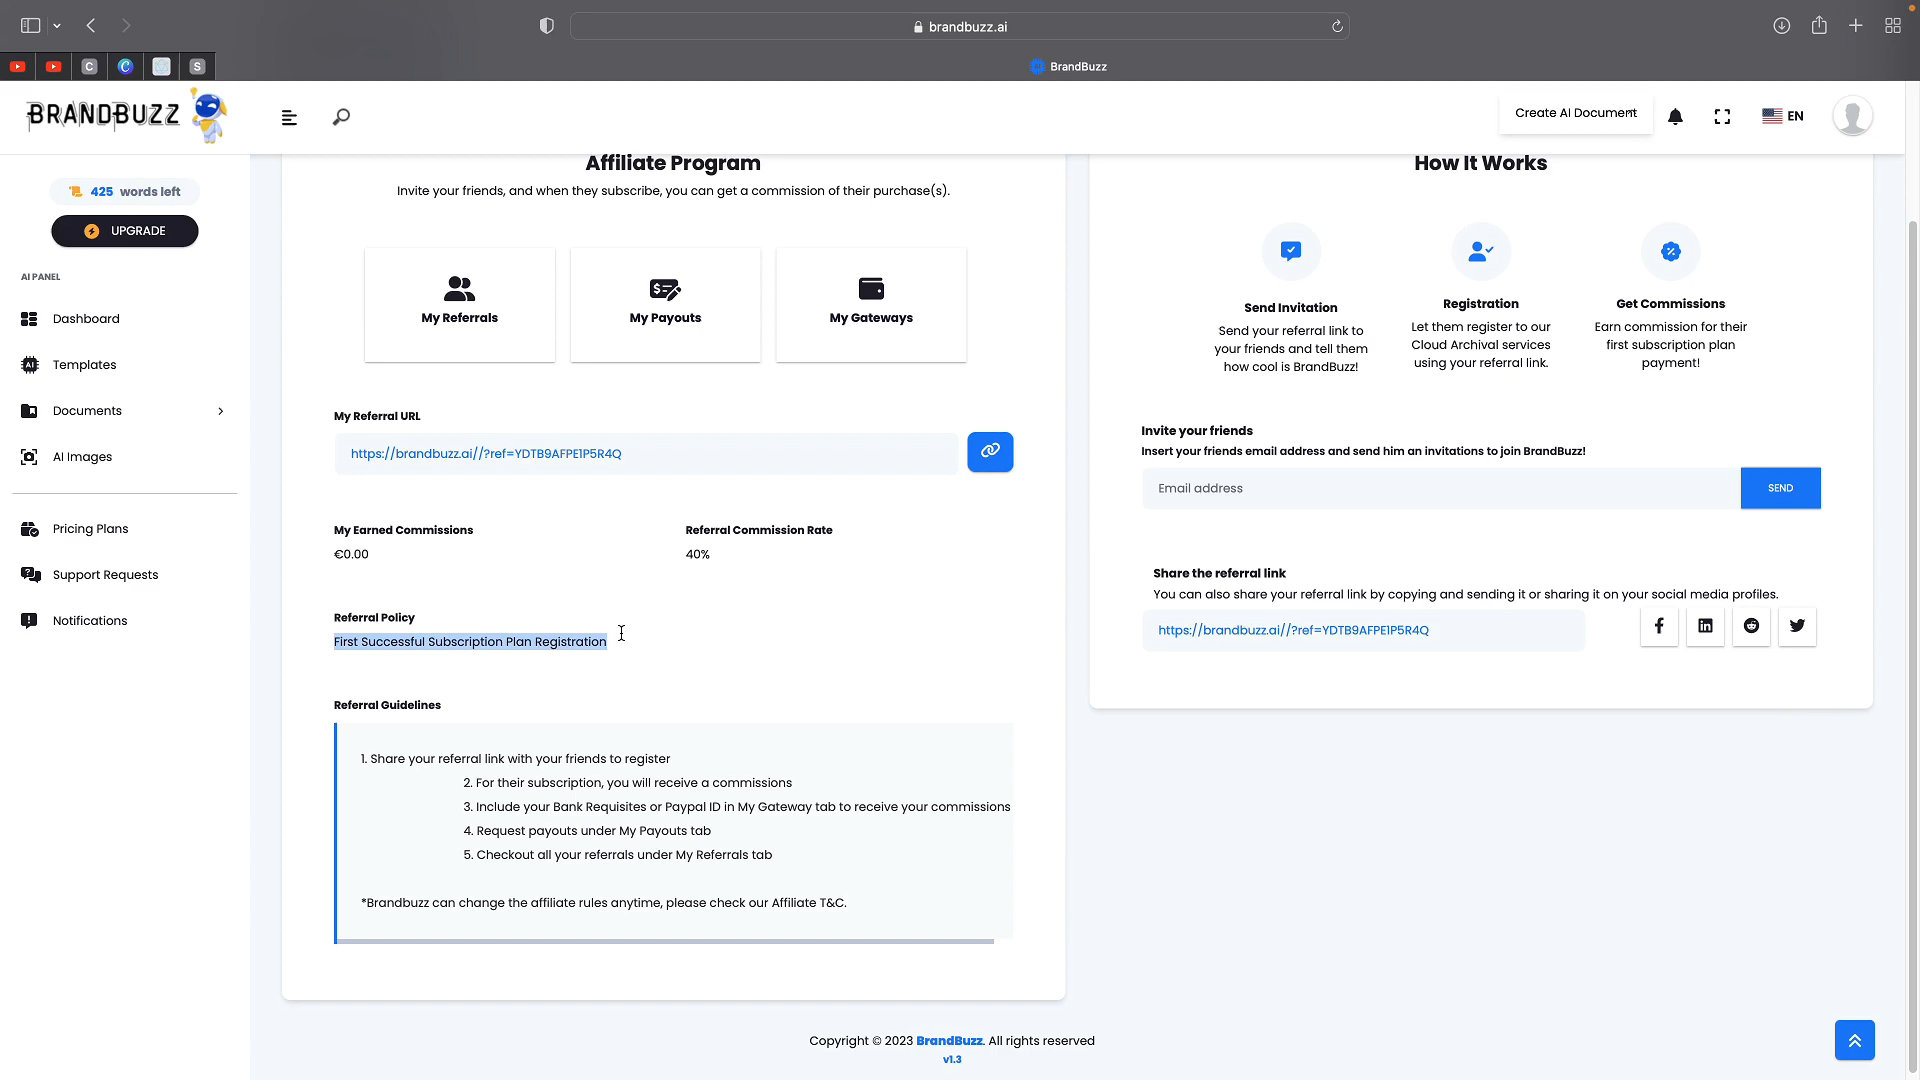 brandbuzz.ai
C
C
S
BrandBuzz
BRANDBUZZ
Create AI Document
EN
425 words left
UPGRADE
AI PANEL
Dashboard
AI
Templates
Documents
AI Images
Pricing Plans
Support Requests
Notifications
Affiliate Program
Invite your friends, and when they subscribe, you can get a commission of their purchase(s).
My Referrals
My Payouts
My Gateways
My Referral URL
https://brandbuzz.ai//?ref=YDTB9AFPE1P5R4Q
My Earned Commissions
€0.00
Referral Commission Rate
40%
Referral Policy
First Successful Subscription Plan Registration
Referral Guidelines
1. Share your referral link with your friends to register
2. For their subscription, you will receive a commissions
3. Include your Bank Requisites or Paypal ID in My Gateway tab to receive your commissions
4. Request payouts under My Payouts tab
5. Checkout all your referrals under My Referrals tab
*Brandbuzz can change the affiliate rules anytime, please check our Affiliate T&C.
How It Works
Send Invitation
Send your referral link to
your friends and tell them
how cool is BrandBuzz!
Registration
Let them register to our
Cloud Archival services
using your referral link.
Get Commissions
Earn commission for their
first subscription plan
payment!
Invite your friends
Insert your friends email address and send him an invitations to join BrandBuzz!
Email address
SEND
Share the referral link
You can also share your referral link by copying and sending it or sharing it on your social media profiles.
https://brandbuzz.ai//?ref=YDTB9AFPE1P5R4Q
Copyright © 2023 BrandBuzz. All rights reserved
v1.3